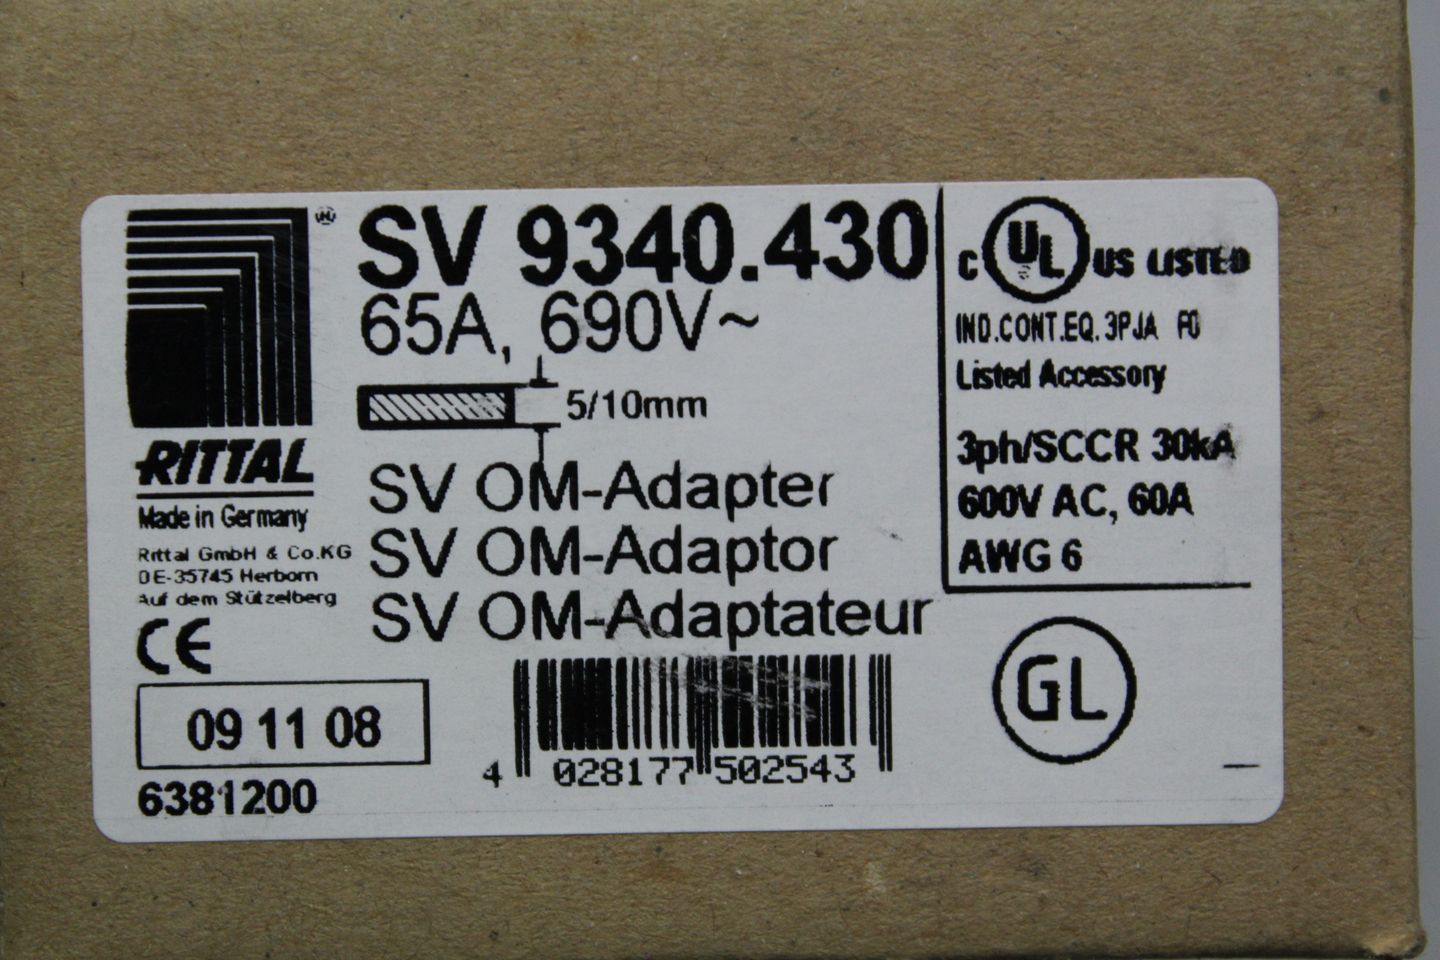 SV 9340.430
65A, 690V~
5/10mm
SV OM-Adapter
SV OM-Adaptor
SV OM-Adaptateur
RITTAL
Made in Germany
Rittal GmbH & Co.KG
DE-35745 Herborn
Auf dem Stützelberg
CE
09 11 08
6381200
4 028177 502543
C UL US LISTED
IND.CONT.EQ. 3PJA F0
Listed Accessory
3ph/SCCR 30kA
600V AC, 60A
AWG 6
GL